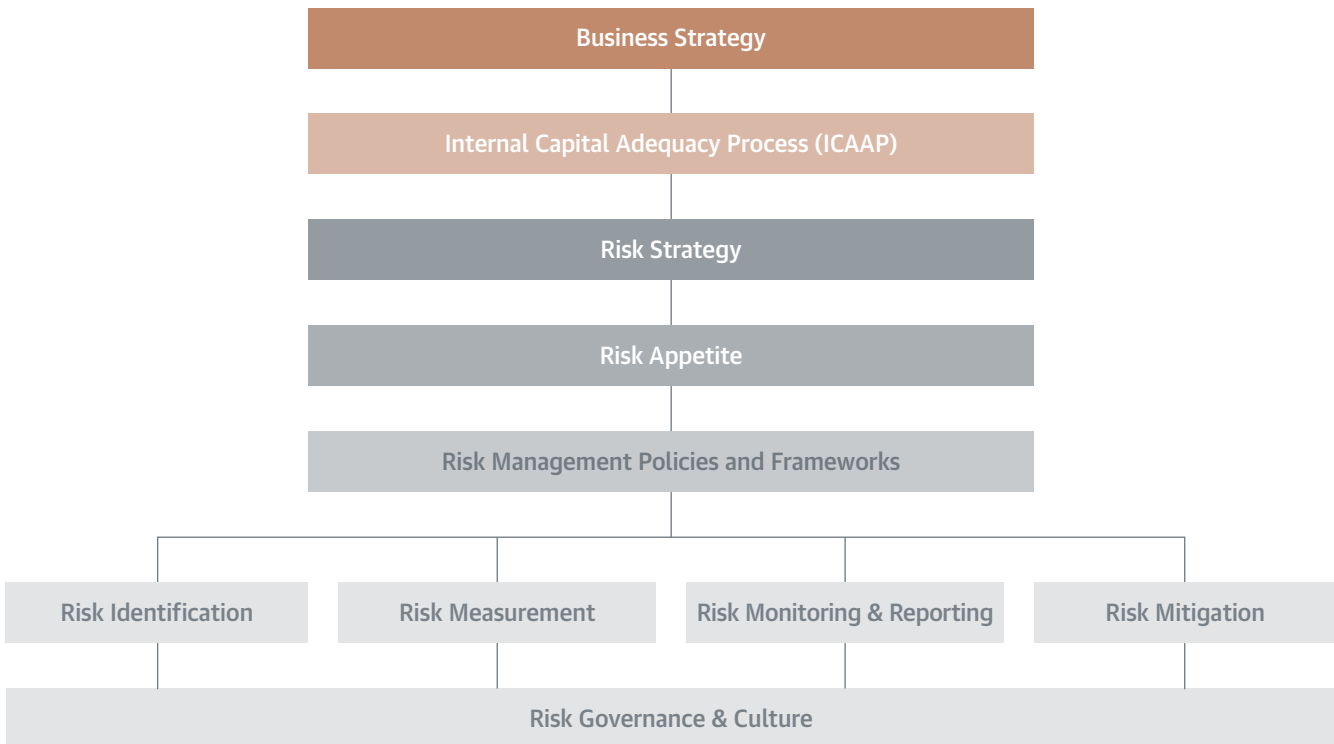 Business Strategy
Internal Capital Adequacy Process (ICAAP)
Risk Strategy
Risk Appetite
Risk Management Policies and Frameworks
Risk Identification
Risk Measurement
Risk Monitoring & Reporting
Risk Mitigation
Risk Governance & Culture